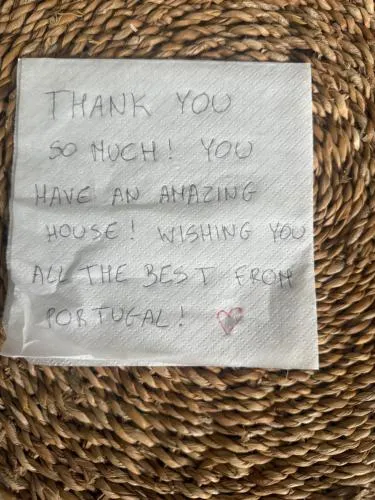 THANK YOU
SO MUCH! YOU
HAVE AN AMAZING
HOUSE! WISHING YOU
ALL THE BEST FROM
PORTUGAL!